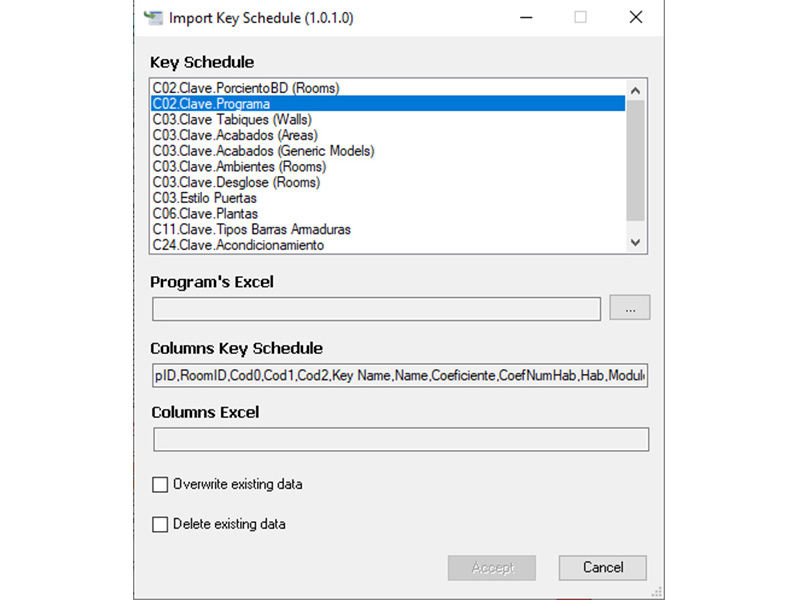 Import Key Schedule (1.0.1.0)
Key Schedule
C02.Clave.PorcientoBD (Rooms)
C02.Clave.Programa
C03.Clave Tabiques (Walls)
C03.Clave.Acabados (Areas)
C03.Clave.Acabados (Generic Models)
C03.Clave.Ambientes (Rooms)
C03.Clave.Desglose (Rooms)
C03.Estilo Puertas
C06.Clave.Plantas
C11.Clave.Tipos Barras Armaduras
C24.Clave.Acondicionamiento
Program's Excel
...
Columns Key Schedule
pID,RoomID,Cod0,Cod1,Cod2,Key Name,Name,Coeficiente,CoefNumHab,Hab,Modul
Columns Excel
Overwrite existing data
Delete existing data
Accept Cancel